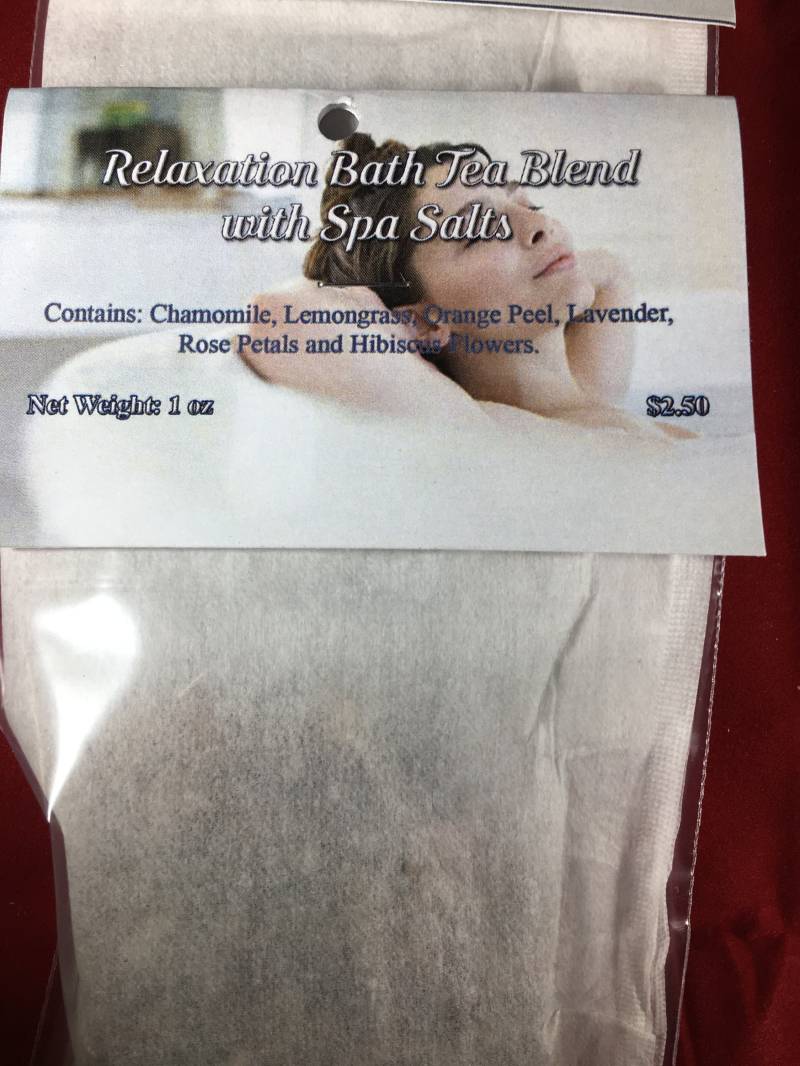 Relaxation Bath Tea Blend
with Spa Salts
Contains: Chamomile, Lemongrass, Orange Peel, Lavender,
Rose Petals and Hibiscus Flowers.
Net Weight: 1 oz
$2.50